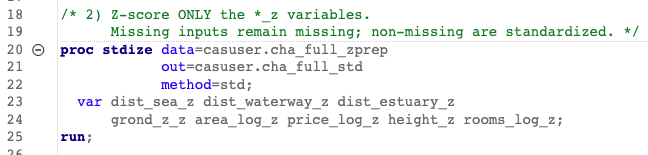 18 /* 2) Z-score ONLY the *_z variables.
19 Missing inputs remain missing; non-missing are standardized. */
20 proc stdize data=casuser.cha_full_zprep
21 out=casuser.cha_full_std
22 method=std;
23 var dist_sea_z dist_waterway_z dist_estuary_z
24 grond_z_z area_log_z price_log_z height_z rooms_log_z;
25 run;